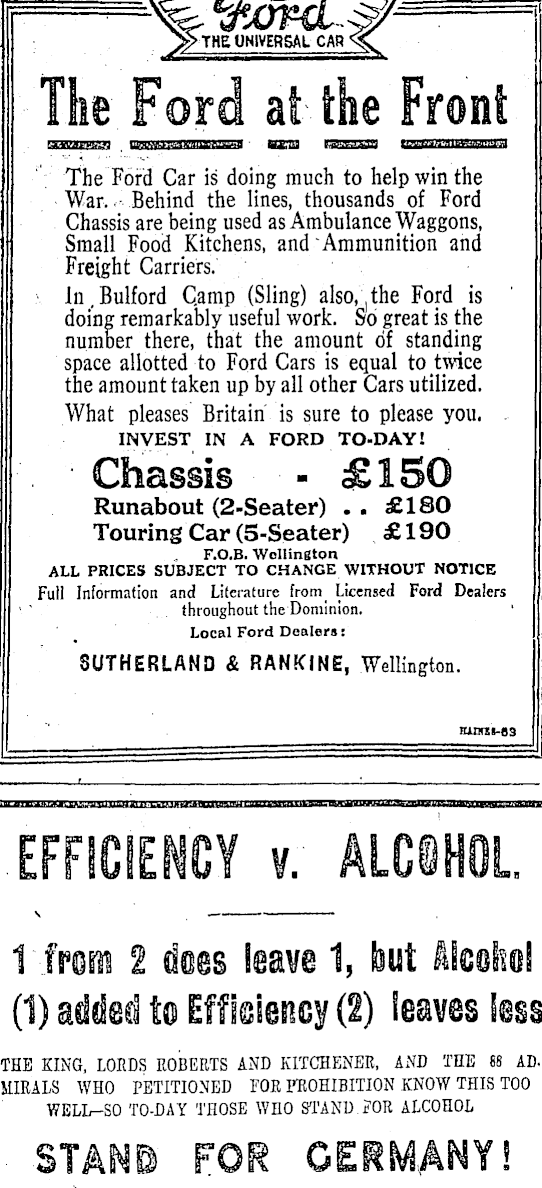 Ford
THE UNIVERSAL CAR
The Ford at the Front
The Ford Car is doing much to help win the
War. Behind the lines, thousands of Ford
Chassis are being used as Ambulance Waggons,
Small Food Kitchens, and Ammunition and
Freight Carriers.
In Bulford Camp (Sling) also, the Ford is
doing remarkably useful work. So great is the
number there, that the amount of standing
space allotted to Ford Cars is equal to twice
the amount taken up by all other Cars utilized.
What pleases Britain is sure to please you.
INVEST IN A FORD TO-DAY!
Chassis - £150
Runabout (2-Seater) .. £180
Touring Car (5-Seater) £190
F.O.B. Wellington
ALL PRICES SUBJECT TO CHANGE WITHOUT NOTICE
Full Information and Literature from Licensed Ford Dealers
throughout the Dominion.
Local Ford Dealers:
SUTHERLAND & RANKINE, Wellington.
HAINES-53
EFFICIENCY v. ALCOHOL.
1 from 2 does leave 1, but Alcohol
(1) added to Efficiency (2) leaves less
THE KING, LORDS ROBERTS AND KITCHENER, AND THE 88 AD-
MIRALS WHO PETITIONED FOR PROHIBITION KNOW THIS TOO
WELL—SO TO-DAY THOSE WHO STAND FOR ALCOHOL
STAND FOR GERMANY!